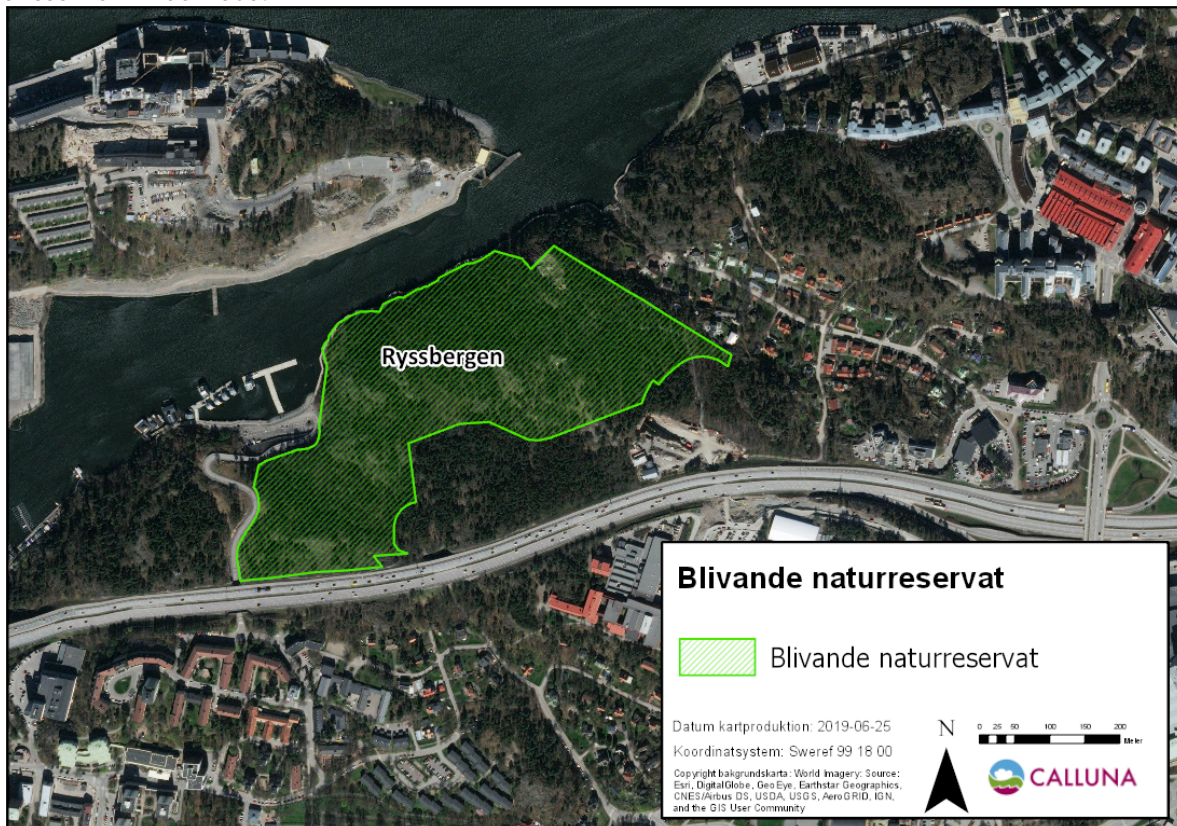 Ryssbergen
Blivande naturreservat
Blivande naturreservat
Datum kartproduktion: 2019-06-25
Koordinatsystem: Sweref 99 18 00
Copyright bakgrundskarta: World Imagery: Source:
Esri, DigitalGlobe, GeoEye, Earthstar Geographics,
CNES/Airbus DS, USDA, USGS, AeroGRID, IGN,
and the GIS User Community
N
0 25 50 100 150 200
Meter
CALLUNA